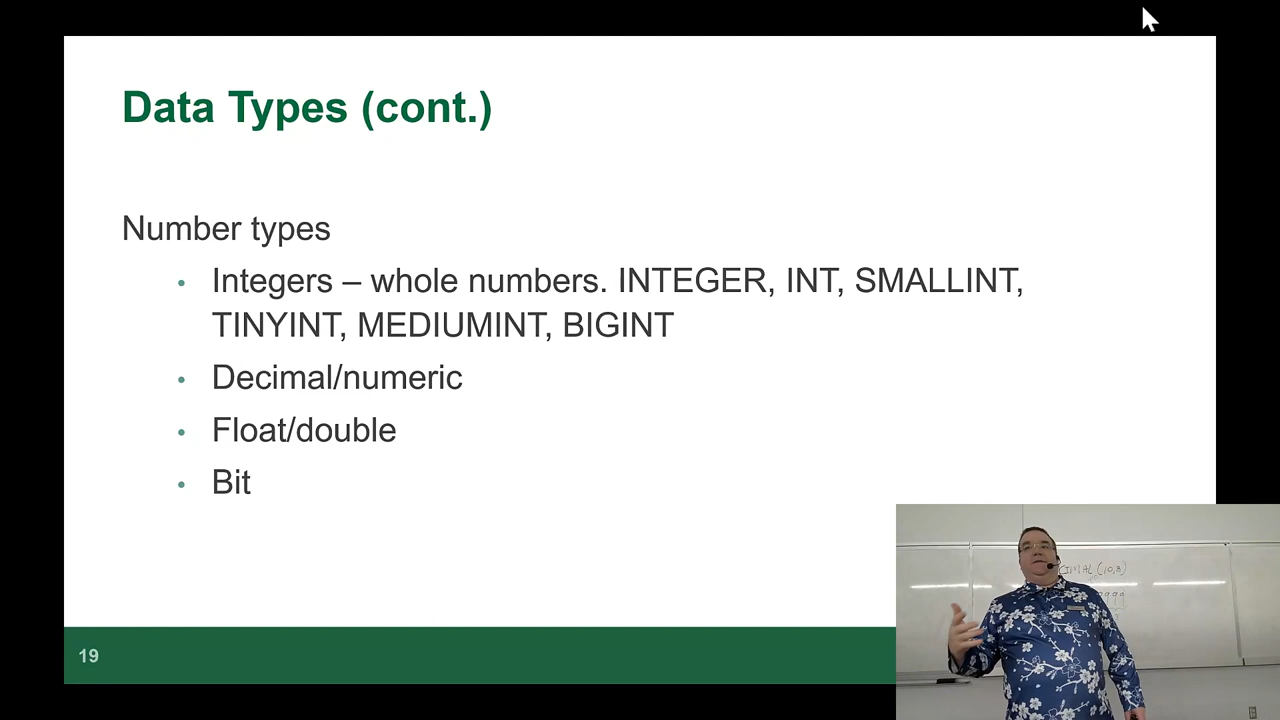 Data Types (cont.)
Number types
• Integers – whole numbers. INTEGER, INT, SMALLINT,
TINYINT, MEDIUMINT, BIGINT
• Decimal/numeric
• Float/double
• Bit
19